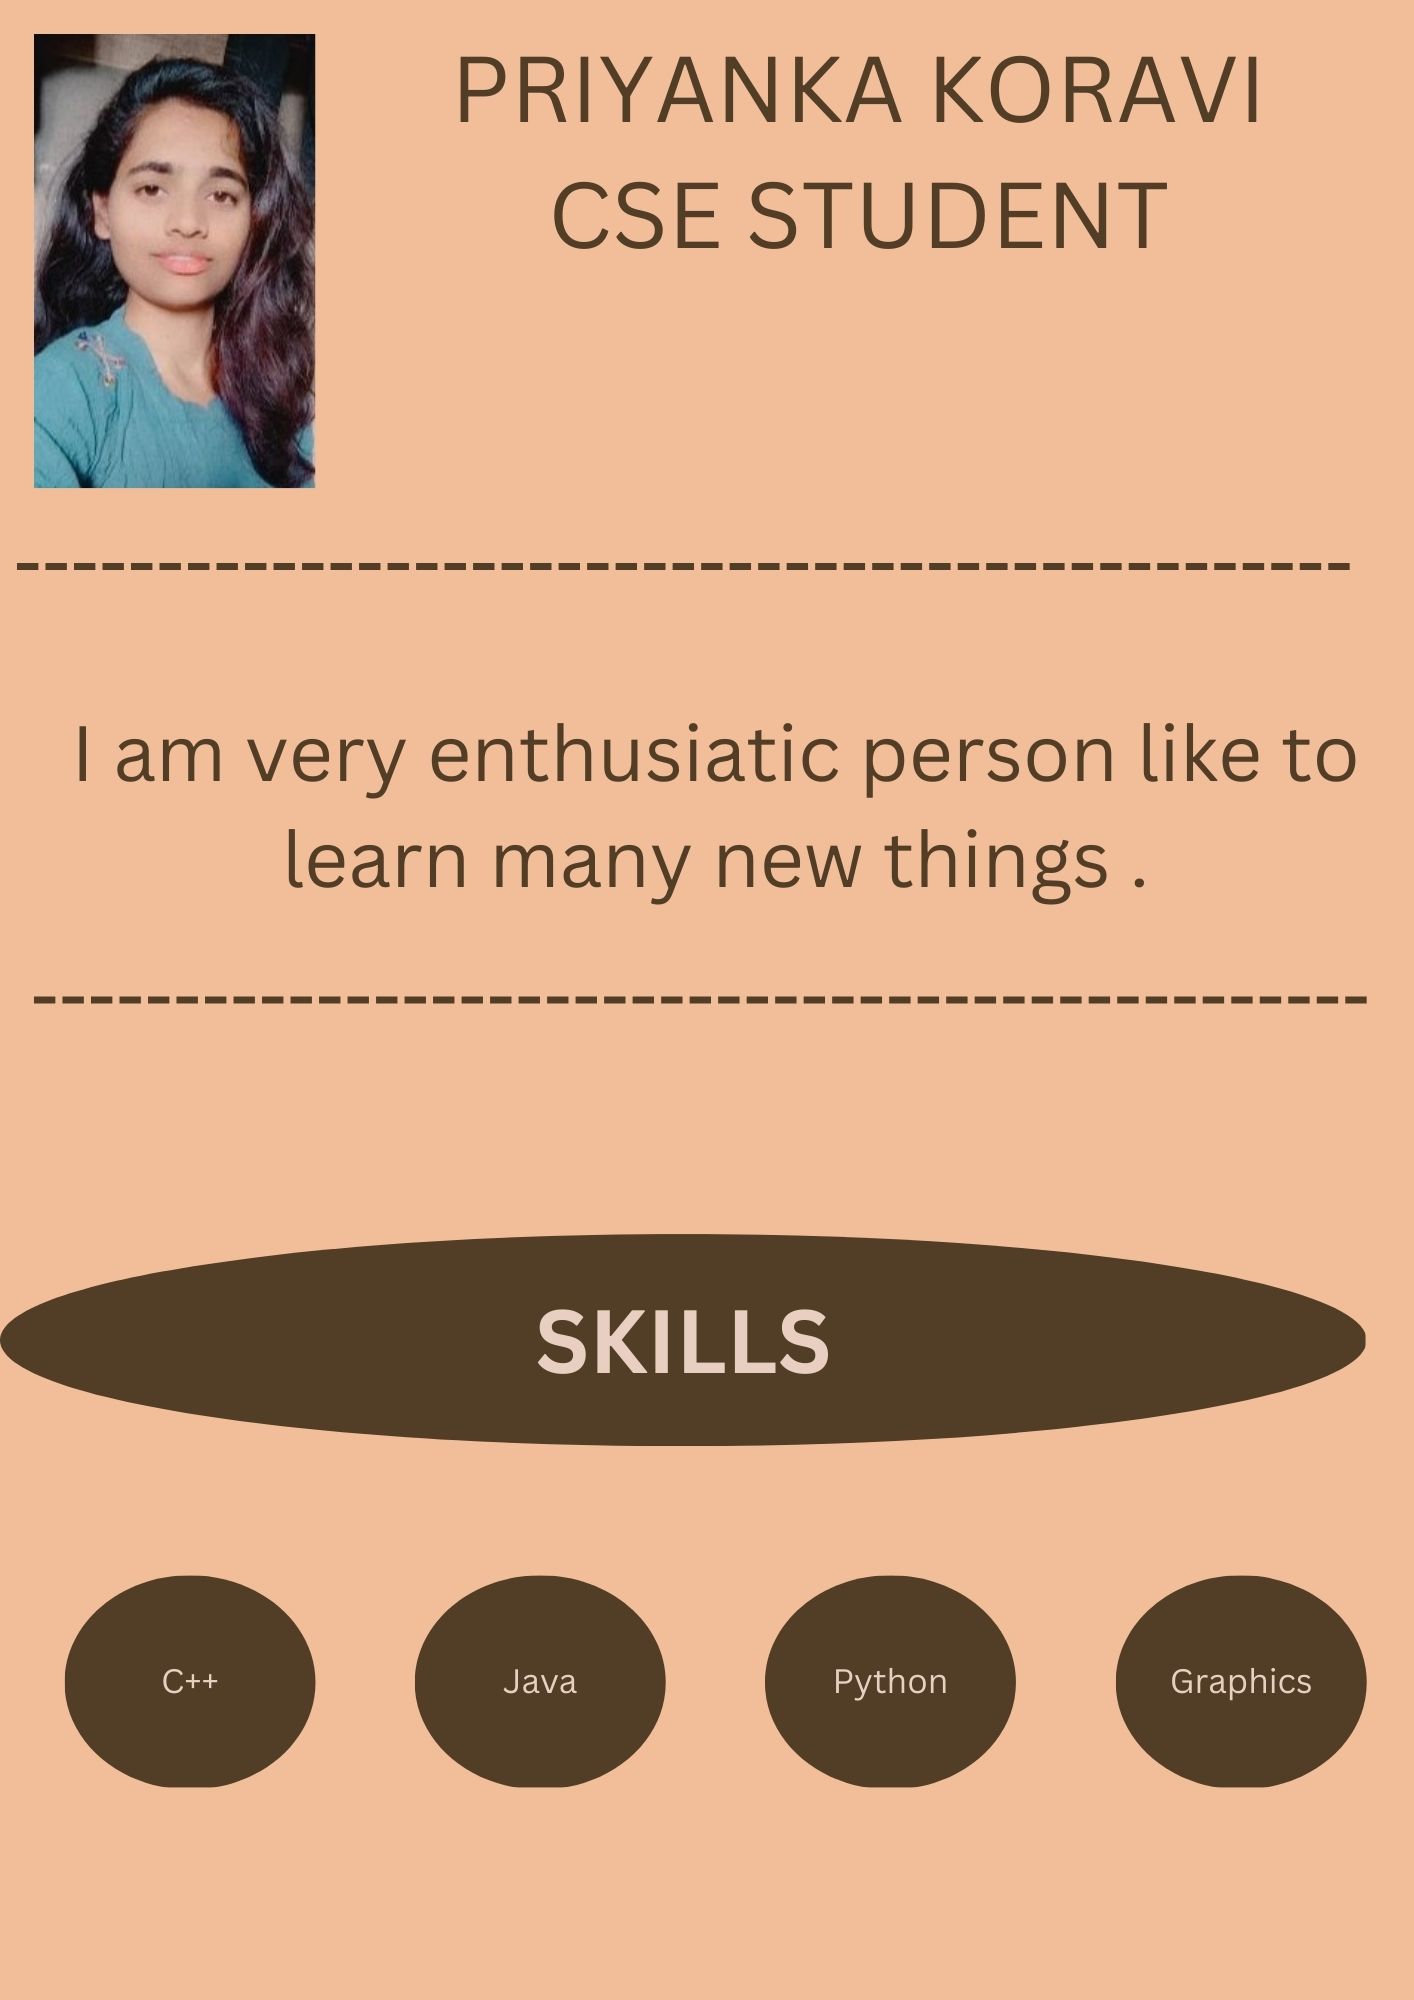 PRIYANKA KORAVI
CSE STUDENT
I am very enthusiatic person like to
learn many new things .
SKILLS
C++
Java
Python
Graphics